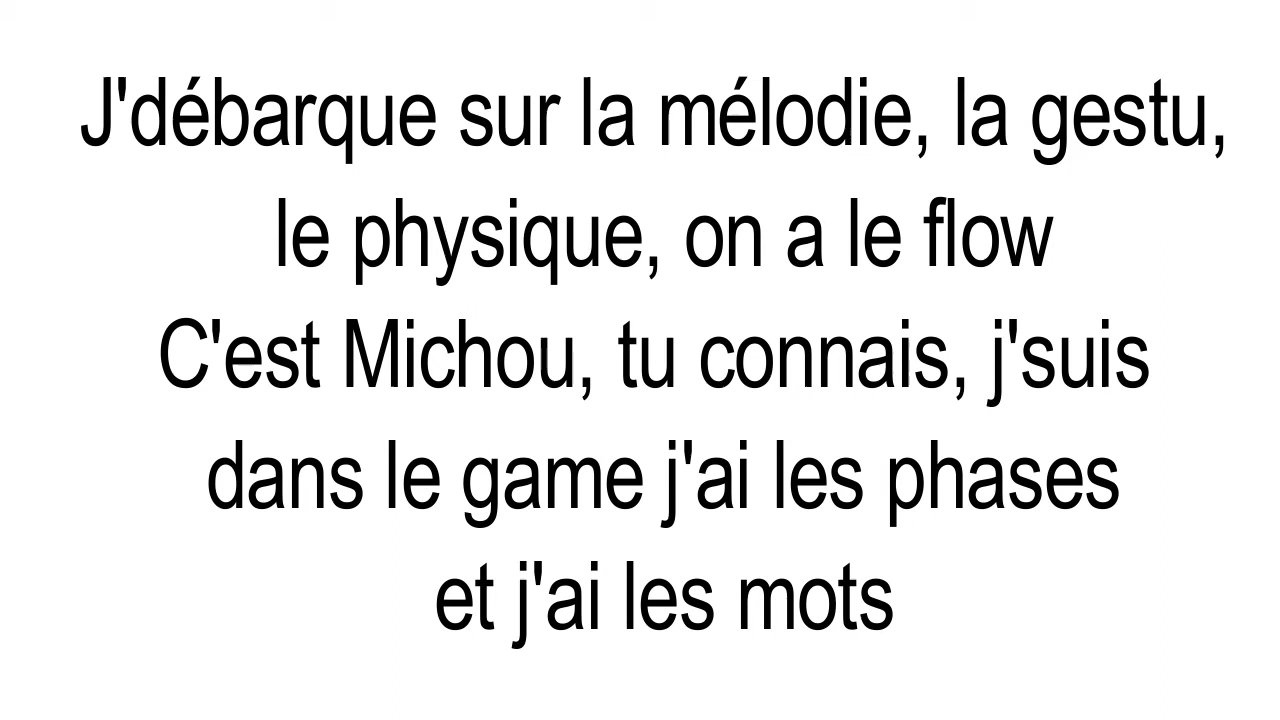 J'débarque sur la mélodie, la gestu,
le physique, on a le flow
C'est Michou, tu connais, j'suis
dans le game j'ai les phases
et j'ai les mots